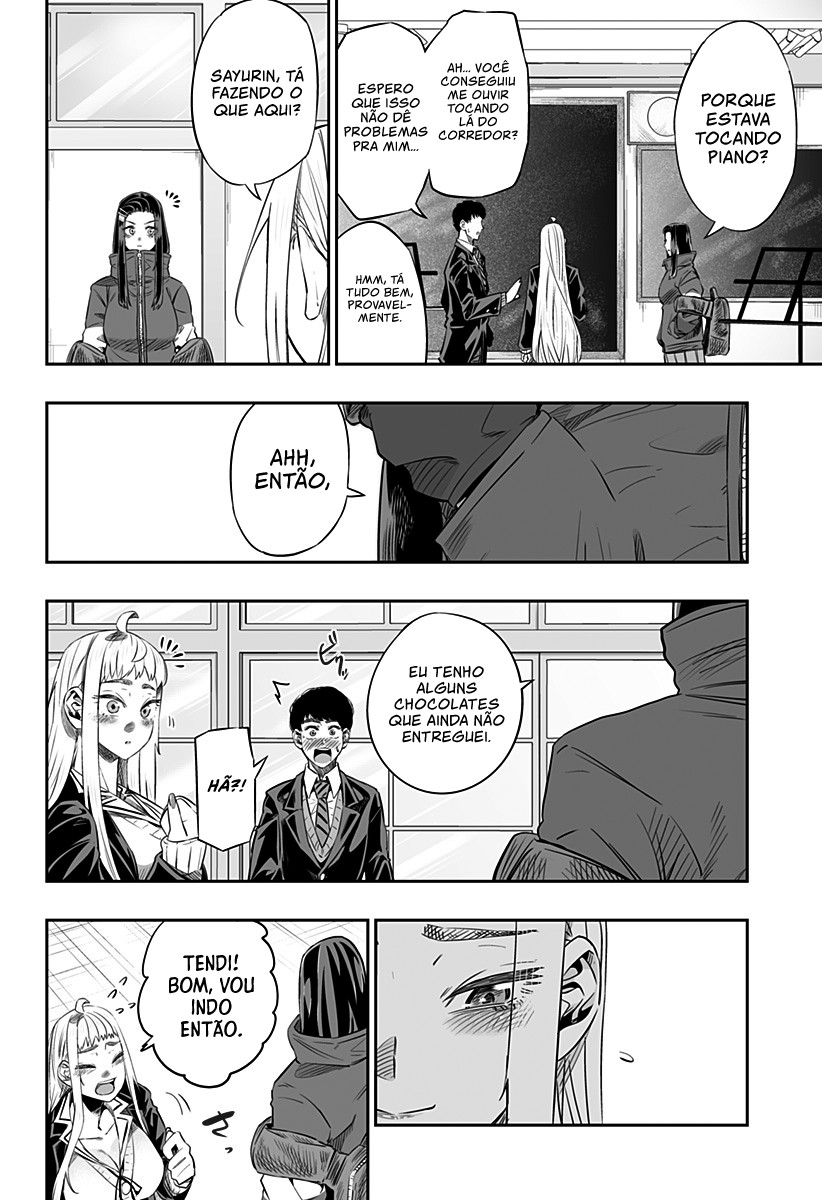 PORQUE
ESTAVA
TOCANDO
PIANO?
AH... VOCÊ
CONSEGUIU
ME OUVIR
TOCANDO
LÁ DO
CORREDOR?
ESPERO
QUE ISSO
NÃO DÊ
PROBLEMAS
PRA MIM...
HMM, TÁ
TUDO BEM,
PROVAVEL-
MENTE.
SAYURIN, TÁ
FAZENDO O
QUE AQUI?
AHH,
ENTÃO,
EU TENHO
ALGUNS
CHOCOLATES
QUE AINDA NÃO
ENTREGUEI.
HÃ?!
TENDI!
BOM, VOU
INDO
ENTÃO.